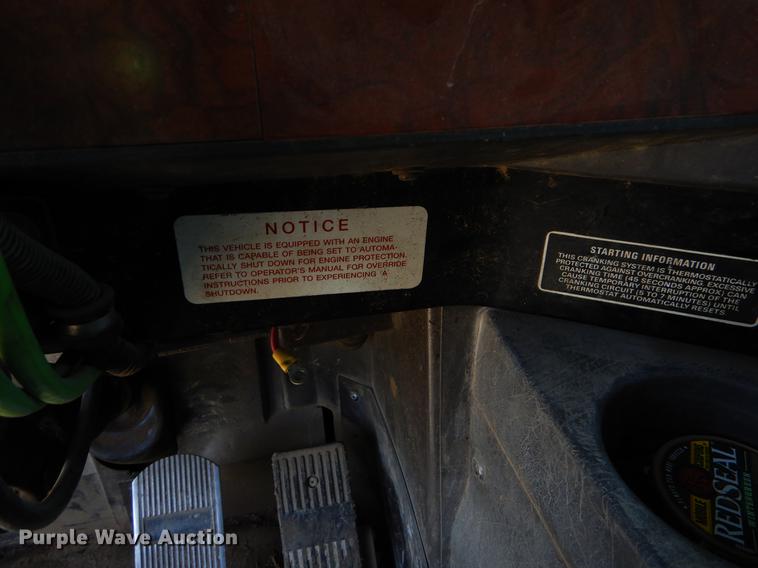 NOTICE
THIS VEHICLE IS EQUIPPED WITH AN ENGINE
THAT IS CAPABLE OF BEING SET TO AUTOMA-
TICALLY SHUT DOWN FOR ENGINE PROTECTION.
REFER TO OPERATOR'S MANUAL FOR OVERRIDE
INSTRUCTIONS PRIOR TO EXPERIENCING A
SHUTDOWN.
STARTING INFORMATION
THIS CRANKING SYSTEM IS THERMOSTATICALLY
PROTECTED AGAINST OVERCRANKING. EXCESSIVE
CRANKING TIME (45 SECONDS APPROX.) CAN
CAUSE TEMPORARY INTERRUPTION OF THE
CRANKING CIRCUIT (5 TO 7 MINUTES) UNTIL
THERMOSTAT AUTOMATICALLY RESETS
REDSEAL
WINTERGREEN
Purple Wave Auction